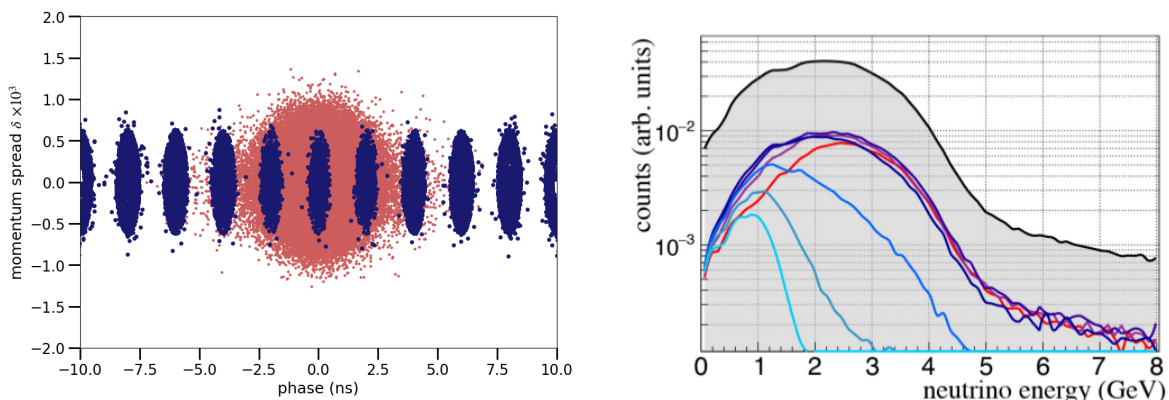 2.0
1.5
1.0
0.5
0.0
−0.5
−1.0
−1.5
−2.0
momentum spread δ ×10³
−10.0 −7.5 −5.0 −2.5 0.0 2.5 5.0 7.5 10.0
phase (ns)
counts (arb. units)
10⁻²
10⁻³
0 1 2 3 4 5 6 7 8
neutrino energy (GeV)